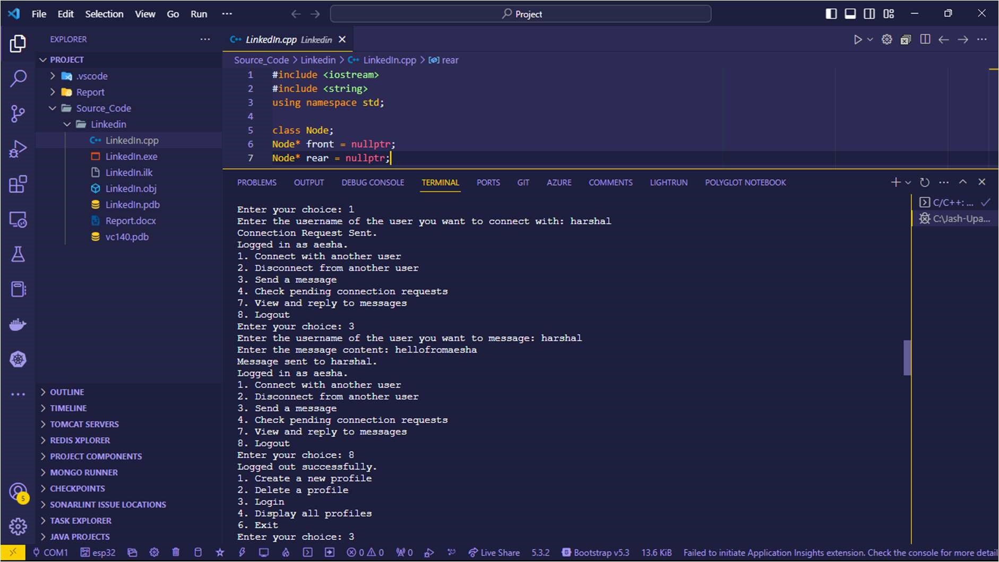 File Edit Selection View Go Run ··· Project
EXPLORER ···
PROJECT
.vscode
Report
Source_Code
Linkedin
LinkedIn.cpp
LinkedIn.exe
LinkedIn.ilk
LinkedIn.obj
LinkedIn.pdb
Report.docx
vc140.pdb
OUTLINE
TIMELINE
TOMCAT SERVERS
REDIS XPLORER
PROJECT COMPONENTS
MONGO RUNNER
CHECKPOINTS
SONARLINT ISSUE LOCATIONS
TASK EXPLORER
JAVA PROJECTS
5
C++ LinkedIn.cpp Linkedin
Source_Code > Linkedin > C++ LinkedIn.cpp > rear
1 #include <iostream>
2 #include <string>
3 using namespace std;
4
5 class Node;
6 Node* front = nullptr;
7 Node* rear = nullptr;
PROBLEMS OUTPUT DEBUG CONSOLE TERMINAL PORTS GIT AZURE COMMENTS LIGHTRUN POLYGLOT NOTEBOOK
Enter your choice: 1
Enter the username of the user you want to connect with: harshal
Connection Request Sent.
Logged in as aesha.
1. Connect with another user
2. Disconnect from another user
3. Send a message
4. Check pending connection requests
7. View and reply to messages
8. Logout
Enter your choice: 3
Enter the username of the user you want to message: harshal
Enter the message content: hellofromaesha
Message sent to harshal.
Logged in as aesha.
1. Connect with another user
2. Disconnect from another user
3. Send a message
4. Check pending connection requests
7. View and reply to messages
8. Logout
Enter your choice: 8
Logged out successfully.
1. Create a new profile
2. Delete a profile
3. Login
4. Display all profiles
6. Exit
Enter your choice: 3
C/C++: ...
C:\Jash-Upa...
COM1 esp32 0 0 0 Live Share 5.3.2 Bootstrap v5.3 13.6 KiB Failed to initiate Application Insights extension. Check the console for more detail